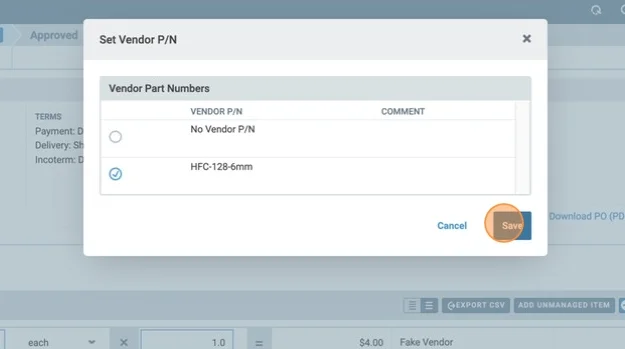 Approved
Set Vendor P/N
Vendor Part Numbers
VENDOR P/N COMMENT
No Vendor P/N
HFC-128-6mm
Cancel Save
TERMS
Payment: D
Delivery: Sh
Incoterm: D
Download PO (PD
EXPORT CSV ADD UNMANAGED ITEM
each 1.0 = $4.00 Fake Vendor